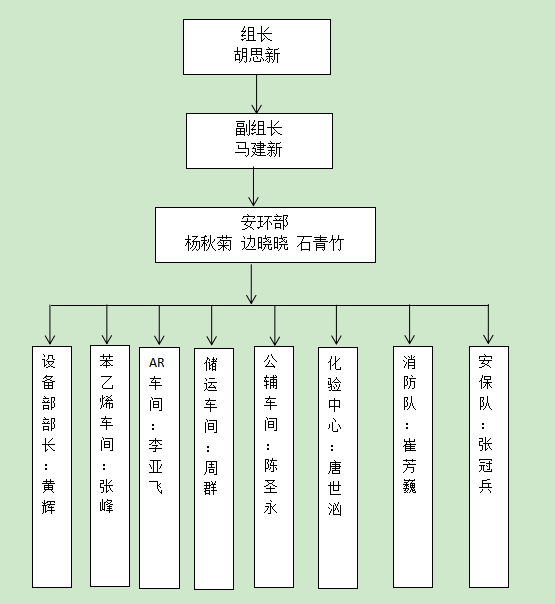 组长
胡思新
副组长
马建新
安环部
杨秋菊 边晓晓 石青竹
设备部部长：黄辉
苯乙烯车间：张峰
AR车间：李亚飞
储运车间：周群
公辅车间：陈圣永
化验中心：唐世汹
消防队：崔芳巍
安保队：张冠兵